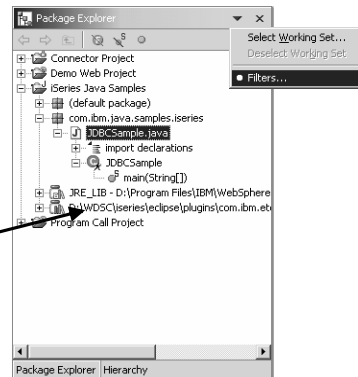 Package Explorer
Select Working Set...
Deselect Working Set
Filters...
Connector Project
Demo Web Project
iSeries Java Samples
(default package)
com.ibm.java.samples.iseries
JDBCSample.java
import declarations
JDBCSample
main(String[])
JRE_LIB - D:\Program Files\IBM\WebSphere
D:\WDSC\iseries\eclipse\plugins\com.ibm.etc
Program Call Project
Package Explorer
Hierarchy